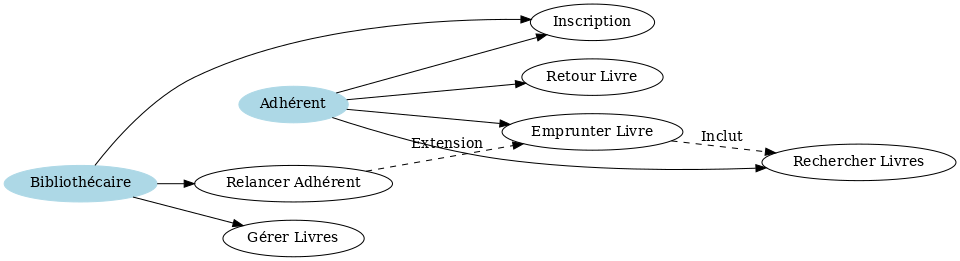 Inscription
Retour Livre
Adhérent
Emprunter Livre
Extension
Inclut
Rechercher Livres
Bibliothécaire
Relancer Adhérent
Gérer Livres